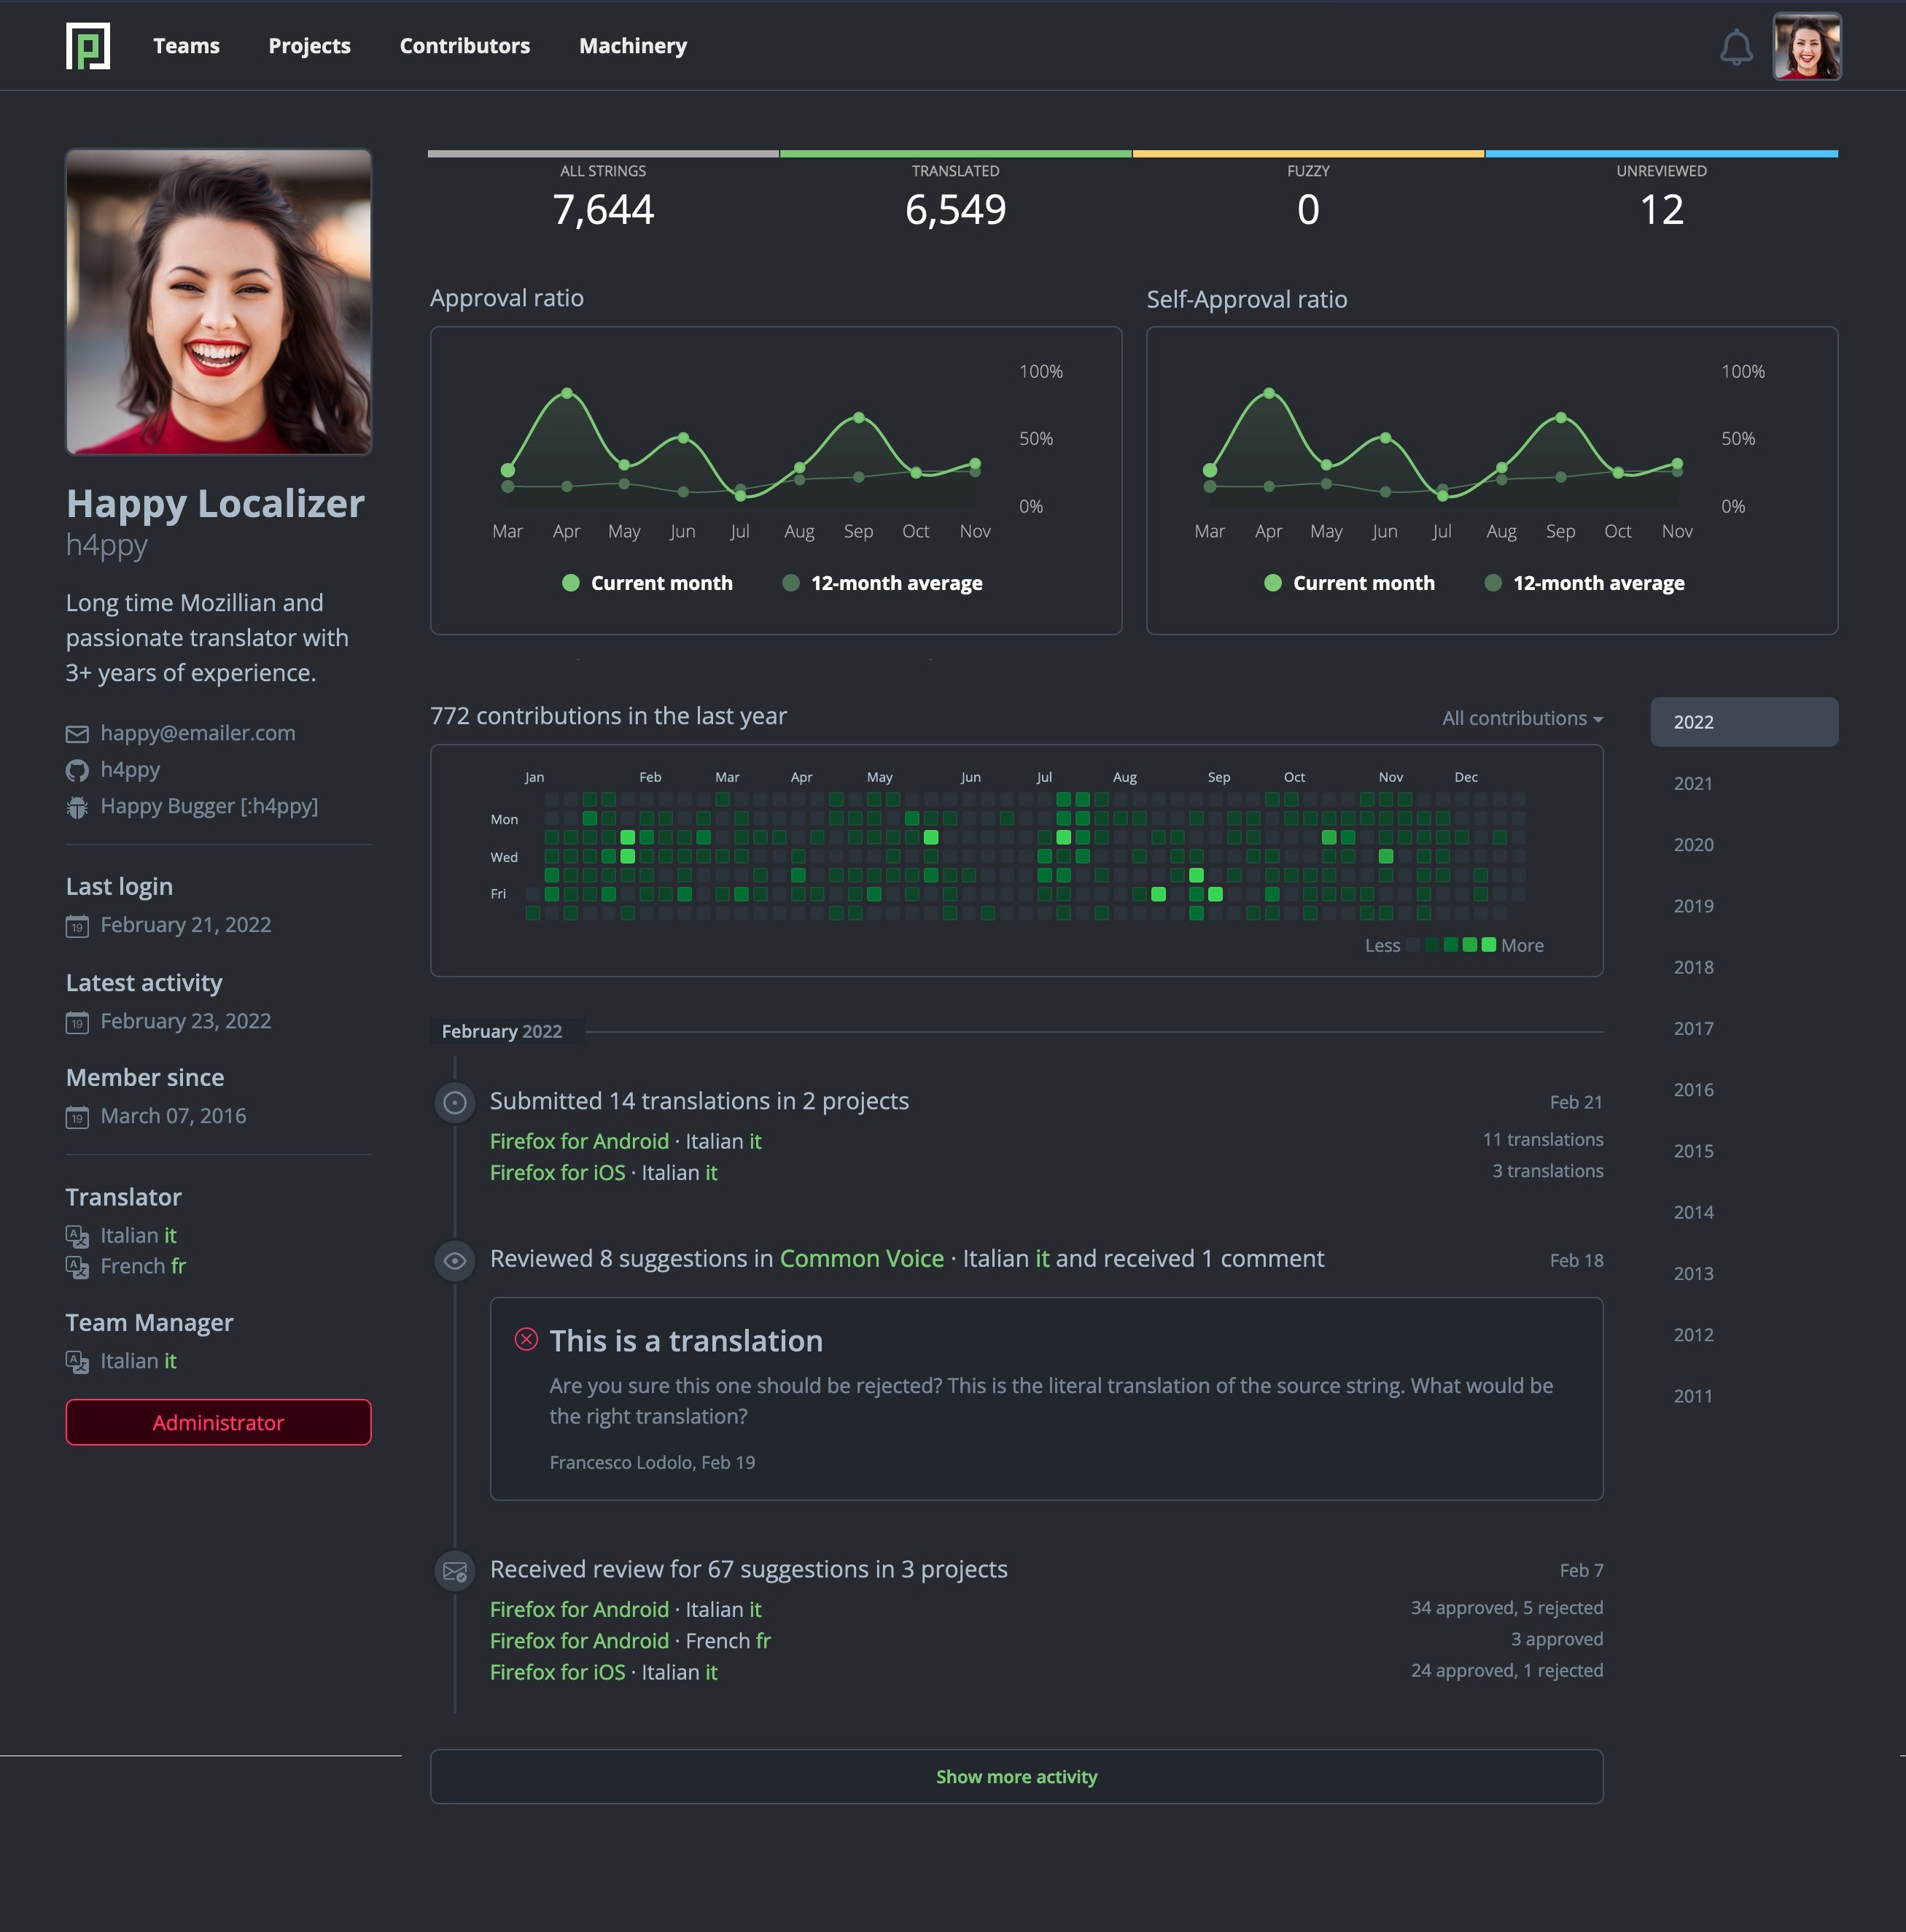 Teams
Projects
Contributors
Machinery
Happy Localizer
h4ppy
Long time Mozillian and
passionate translator with
3+ years of experience.
happy@emailer.com
h4ppy
Happy Bugger [:h4ppy]
Last login
19 February 21, 2022
Latest activity
19 February 23, 2022
Member since
19 March 07, 2016
Translator
Italian it
French fr
Team Manager
Italian it
Administrator
ALL STRINGS
7,644
TRANSLATED
6,549
FUZZY
0
UNREVIEWED
12
Approval ratio
100%
50%
0%
Mar Apr May Jun Jul Aug Sep Oct Nov
Current month 12-month average
Self-Approval ratio
100%
50%
0%
Mar Apr May Jun Jul Aug Sep Oct Nov
Current month 12-month average
772 contributions in the last year
All contributions
Jan Feb Mar Apr May Jun Jul Aug Sep Oct Nov Dec
Mon
Wed
Fri
Less More
2022
2021
2020
2019
2018
2017
2016
2015
2014
2013
2012
2011
February 2022
Submitted 14 translations in 2 projects Feb 21
Firefox for Android · Italian it 11 translations
Firefox for iOS · Italian it 3 translations
Reviewed 8 suggestions in Common Voice · Italian it and received 1 comment Feb 18
This is a translation
Are you sure this one should be rejected? This is the literal translation of the source string. What would be
the right translation?
Francesco Lodolo, Feb 19
Received review for 67 suggestions in 3 projects Feb 7
Firefox for Android · Italian it 34 approved, 5 rejected
Firefox for Android · French fr 3 approved
Firefox for iOS · Italian it 24 approved, 1 rejected
Show more activity